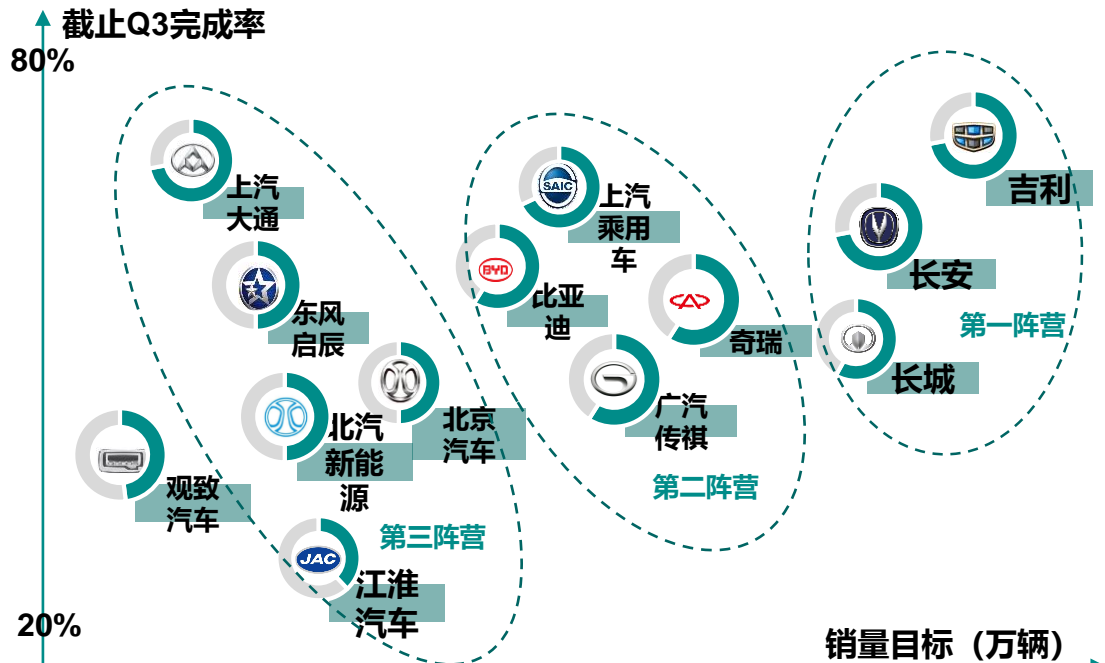 截止Q3完成率
80%
上汽
大通
SAIC
上汽
乘用
车
吉利
BYD
比亚
迪
长安
东风
启辰
奇瑞
第一阵营
长城
北京
汽车
北汽
新能
源
广汽
传祺
观致
汽车
第二阵营
第三阵营
JAC
江淮
汽车
20%
销量目标（万辆）